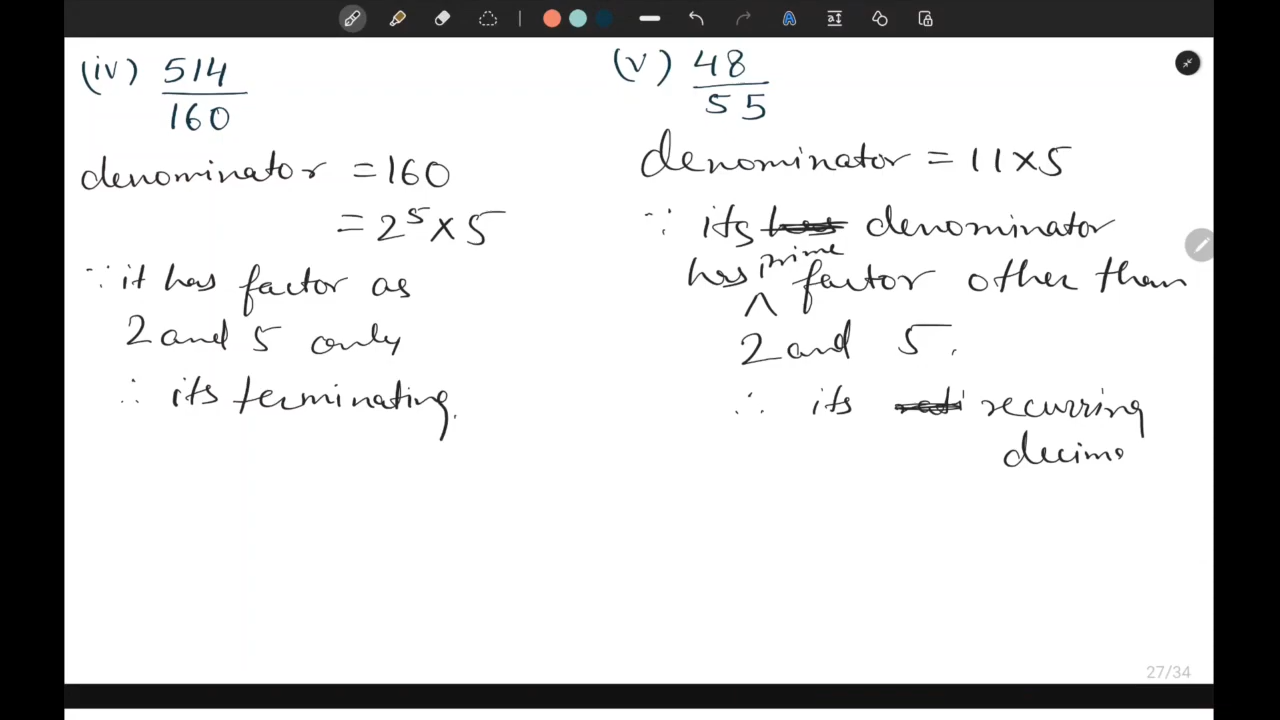 (iv) 514/160
denominator = 160
= 2⁵ × 5
∵ it has factor as
2 and 5 only
∴ its terminating.
(v) 48/55
denominator = 11 × 5
∵ its denominator
has prime factor other than
2 and 5.
∴ its recurring
decima
27/34